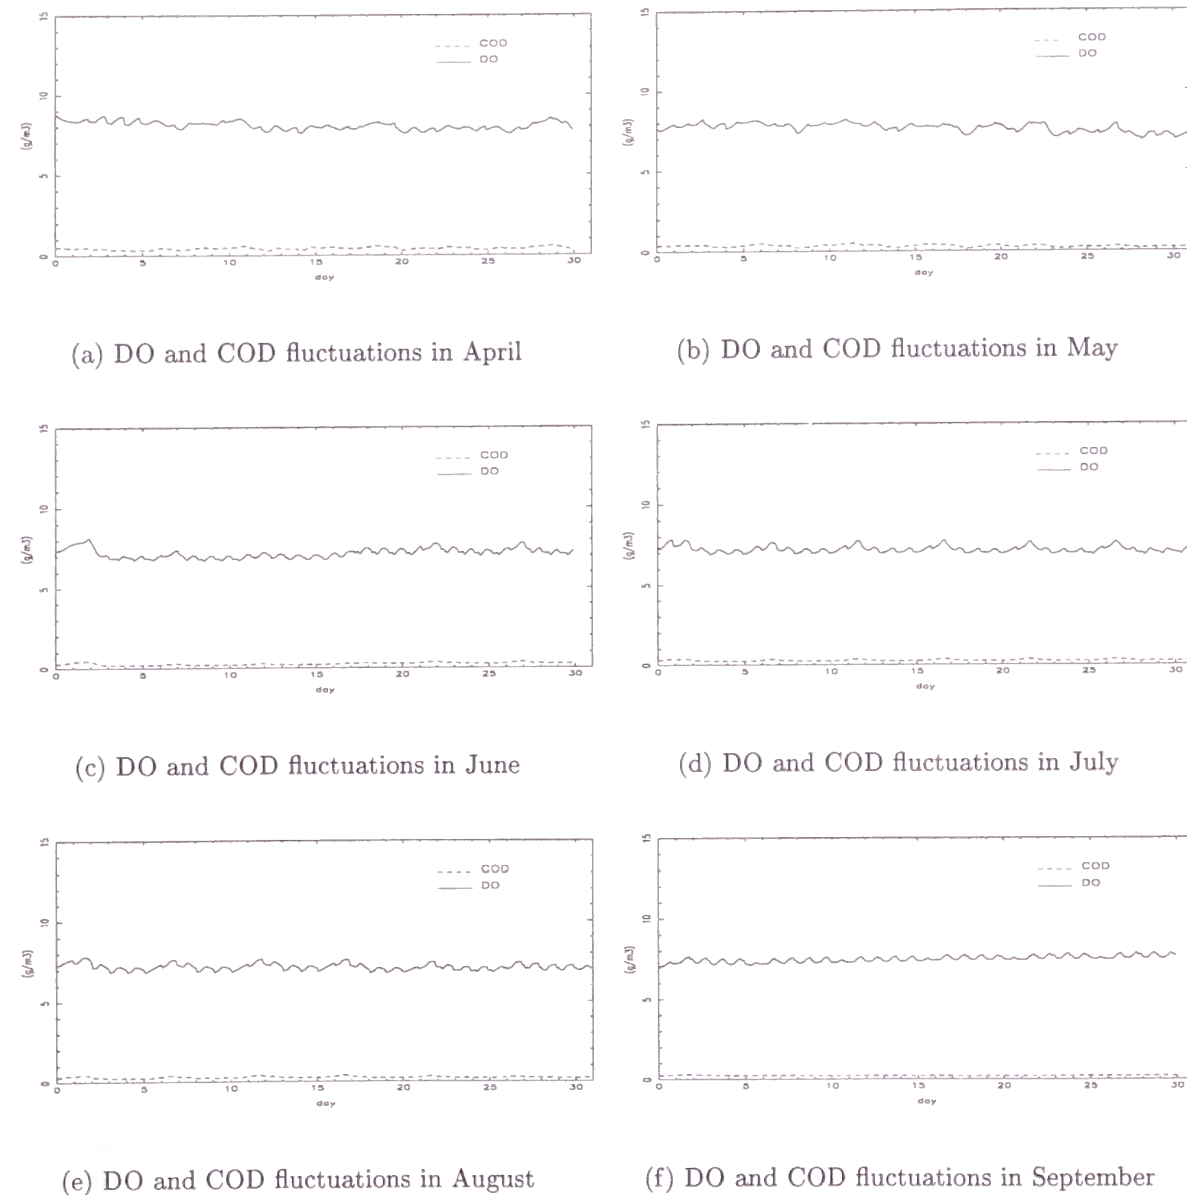 15
10
5
0
(g/m3)
COD
DO
0 5 10 15 20 25 30
day
(a) DO and COD fluctuations in April
15
10
5
0
(g/m3)
COD
DO
0 5 10 15 20 25 30
day
(b) DO and COD fluctuations in May
15
10
5
0
(g/m3)
COD
DO
0 5 10 15 20 25 30
day
(c) DO and COD fluctuations in June
15
10
5
0
(g/m3)
COD
DO
0 5 10 15 20 25 30
day
(d) DO and COD fluctuations in July
15
10
5
0
(g/m3)
COD
DO
0 5 10 15 20 25 30
day
(e) DO and COD fluctuations in August
15
10
5
0
(g/m3)
COD
DO
0 5 10 15 20 25 30
day
(f) DO and COD fluctuations in September